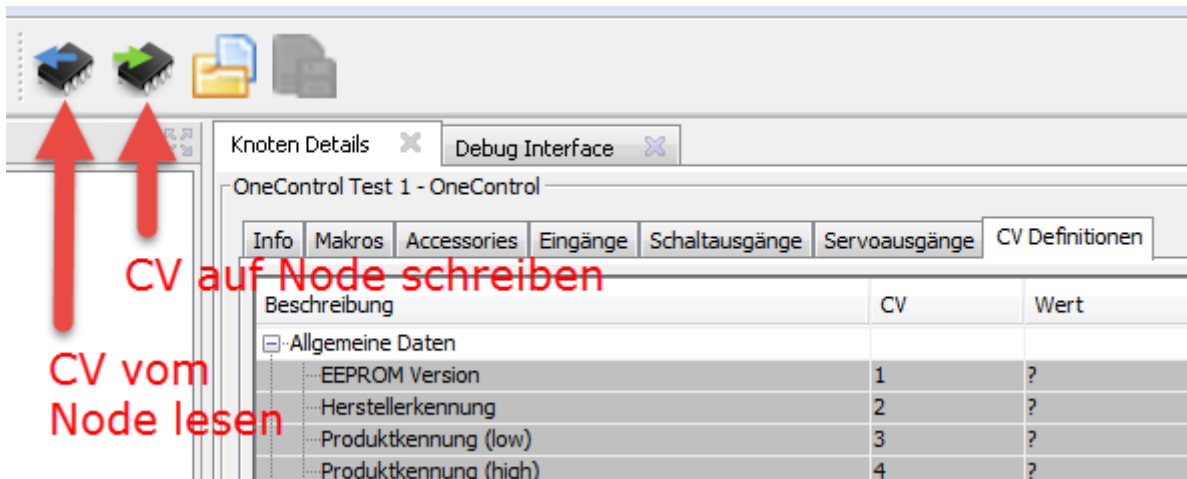 Knoten Details
Debug Interface
OneControl Test 1 - OneControl
Info Makros Accessories Eingänge Schaltausgänge Servoausgänge CV Definitionen
CV auf Node schreiben
Beschreibung CV Wert
Allgemeine Daten
CV vom
Node lesen
EEPROM Version 1 ?
Herstellerkennung 2 ?
Produktkennung (low) 3 ?
Produktkennung (high) 4 ?